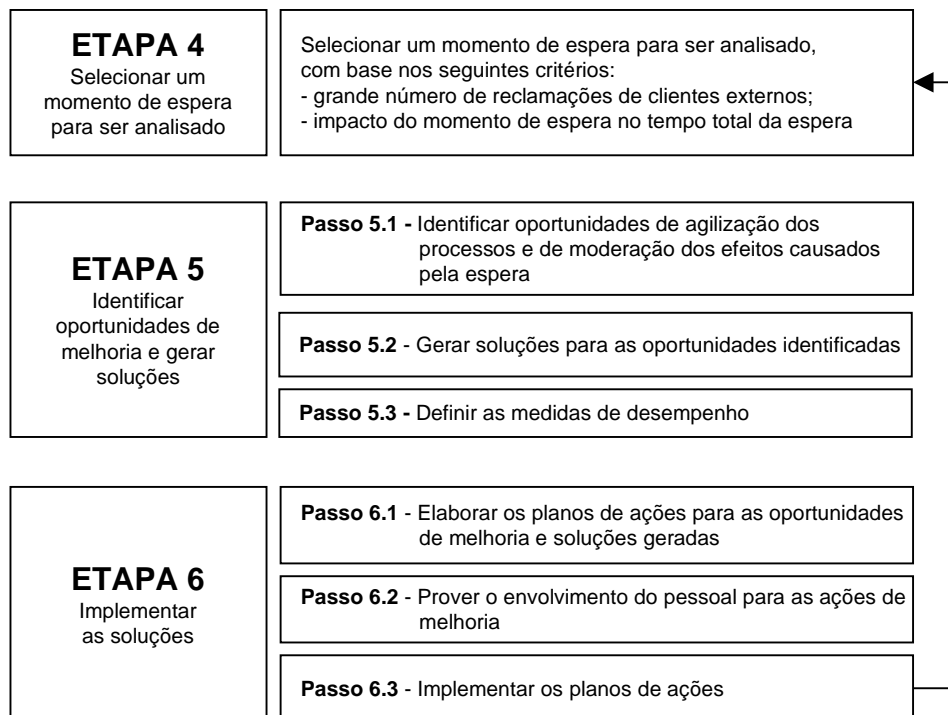 ETAPA 4
Selecionar um
momento de espera
para ser analisado
Selecionar um momento de espera para ser analisado,
com base nos seguintes critérios:
- grande número de reclamações de clientes externos;
- impacto do momento de espera no tempo total da espera
ETAPA 5
Identificar
oportunidades de
melhoria e gerar
soluções
Passo 5.1 - Identificar oportunidades de agilização dos
processos e de moderação dos efeitos causados
pela espera
Passo 5.2 - Gerar soluções para as oportunidades identificadas
Passo 5.3 - Definir as medidas de desempenho
ETAPA 6
Implementar
as soluções
Passo 6.1 - Elaborar os planos de ações para as oportunidades
de melhoria e soluções geradas
Passo 6.2 - Prover o envolvimento do pessoal para as ações de
melhoria
Passo 6.3 - Implementar os planos de ações